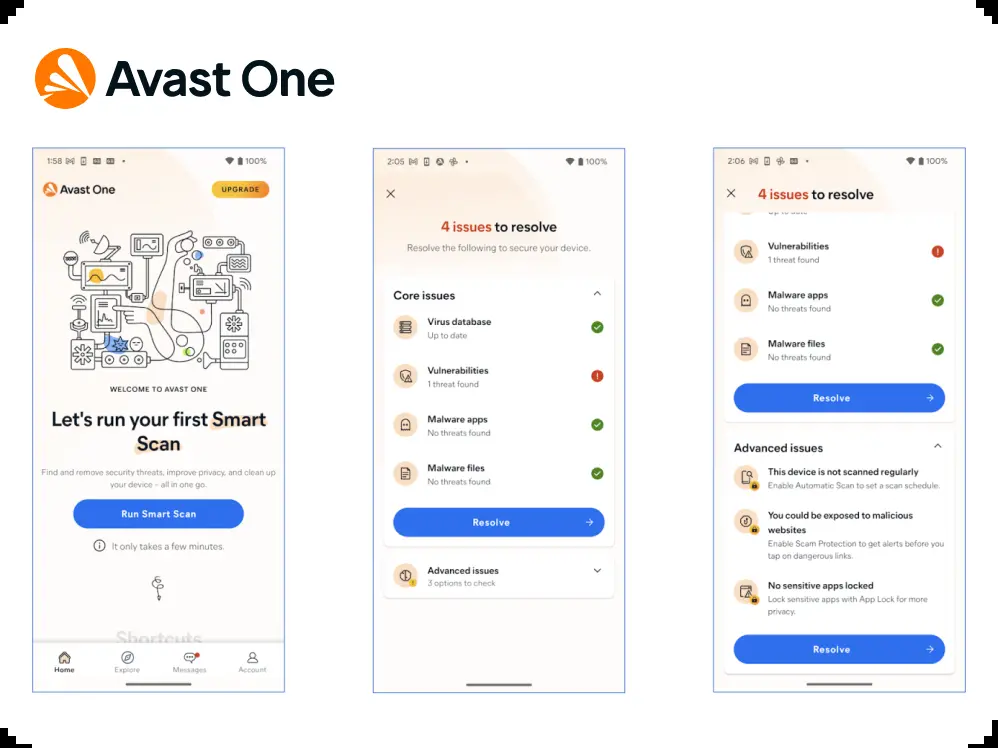 Avast One
1:58
100%
Avast One
UPGRADE
WELCOME TO AVAST ONE
Let's run your first Smart
Scan
Find and remove security threats, improve privacy, and clean up
your device – all in one go.
Run Smart Scan
It only takes a few minutes.
Shortcuts
Home
Explore
Messages
Account
2:05
100%
4 issues to resolve
Resolve the following to secure your device.
Core issues
Virus database
Up to date
Vulnerabilities
1 threat found
Malware apps
No threats found
Malware files
No threats found
Resolve
Advanced issues
3 options to check
2:06
100%
4 issues to resolve
Up to date
Vulnerabilities
1 threat found
Malware apps
No threats found
Malware files
No threats found
Resolve
Advanced issues
This device is not scanned regularly
Enable Automatic Scan to set a scan schedule.
You could be exposed to malicious
websites
Enable Scam Protection to get alerts before you
tap on dangerous links.
No sensitive apps locked
Lock sensitive apps with App Lock for more
privacy.
Resolve